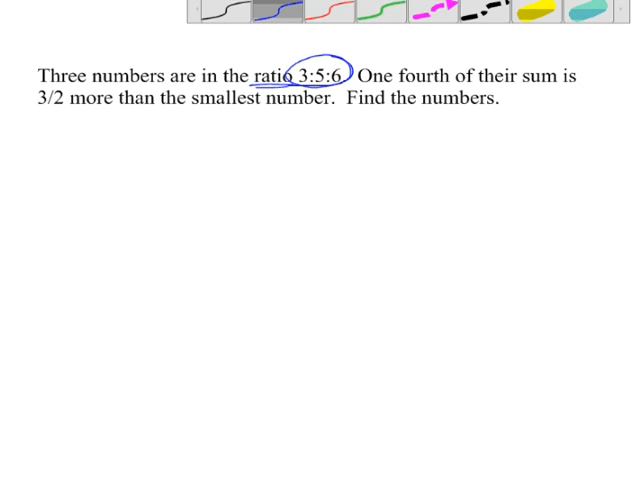 Three numbers are in the ratio 3:5:6. One fourth of their sum is
3/2 more than the smallest number. Find the numbers.